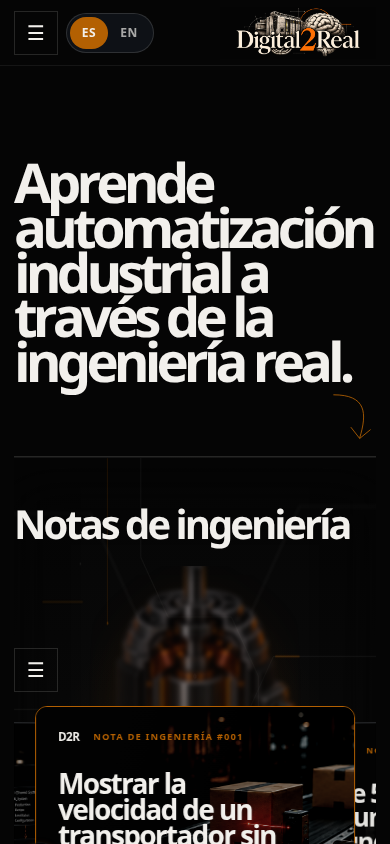 ☰
ES EN
Digital2Real
Aprende
automatización
industrial a
través de la
ingeniería real.
Notas de ingeniería
☰
D2R NOTA DE INGENIERÍA #001
Mostrar la
velocidad de un
transportador sin